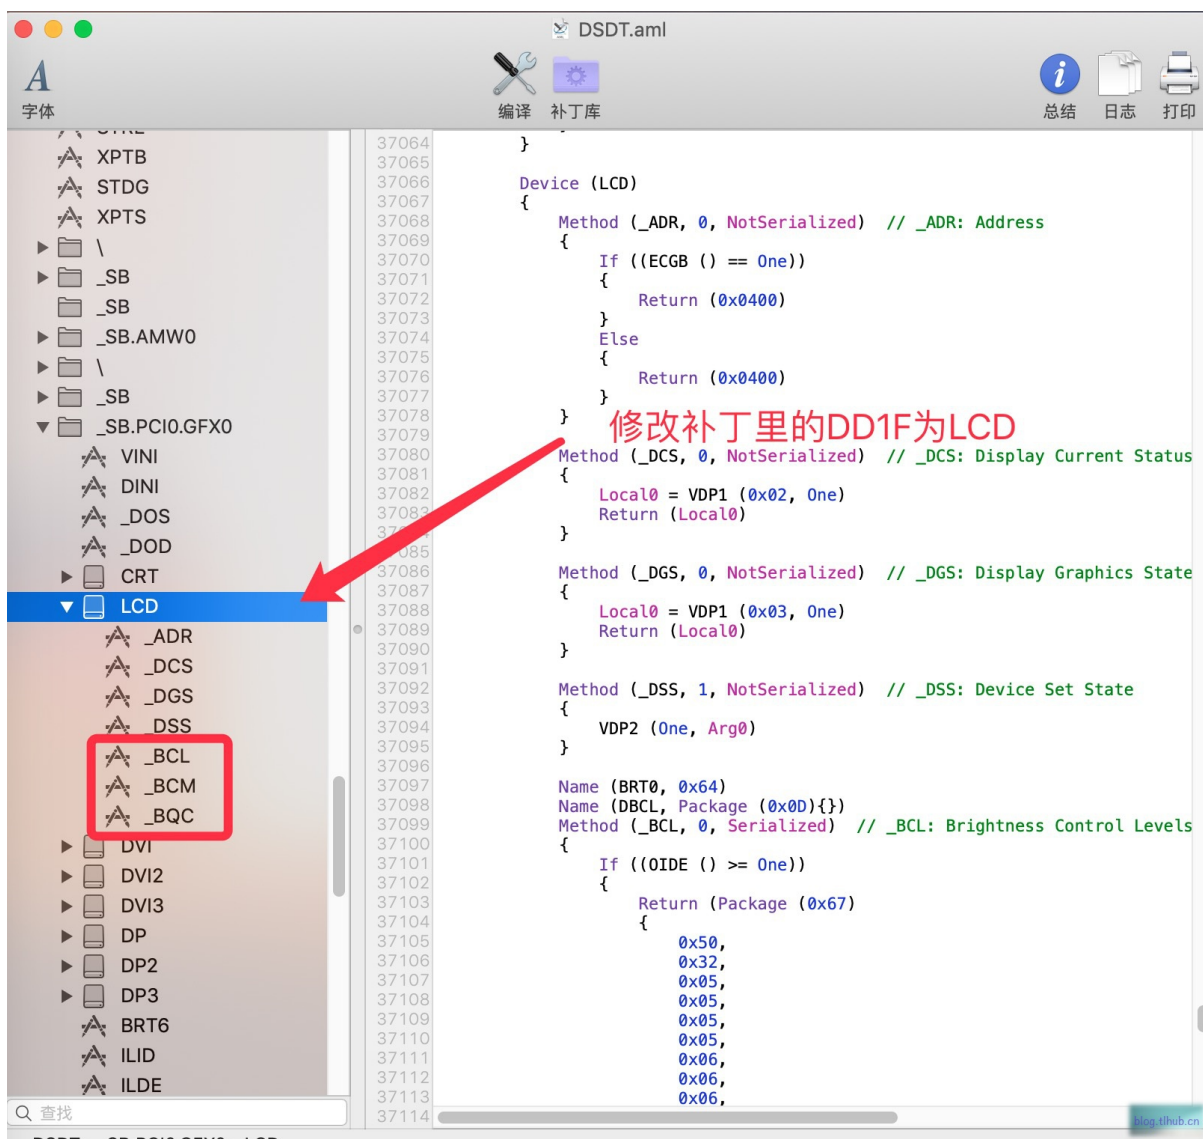 DSDT.aml
字体
编译
补丁库
总结
日志
打印
XPTB
STDG
XPTS
\
_SB
_SB
_SB.AMW0
\
_SB
_SB.PCI0.GFX0
VINI
DINI
_DOS
_DOD
CRT
LCD
_ADR
_DCS
_DGS
_DSS
_BCL
_BCM
_BQC
DVI
DVI2
DVI3
DP
DP2
DP3
BRT6
ILID
ILDE
查找
37064 }
37065
37066 Device (LCD)
37067 {
37068 Method (_ADR, 0, NotSerialized) // _ADR: Address
37069 {
37070 If ((ECGB () == One))
37071 {
37072 Return (0x0400)
37073 }
37074 Else
37075 {
37076 Return (0x0400)
37077 }
37078 }
修改补丁里的DD1F为LCD
37079
37080 Method (_DCS, 0, NotSerialized) // _DCS: Display Current Status
37081 {
37082 Local0 = VDP1 (0x02, One)
37083 Return (Local0)
}
37086 Method (_DGS, 0, NotSerialized) // _DGS: Display Graphics State
37087 {
37088 Local0 = VDP1 (0x03, One)
37089 Return (Local0)
37090 }
37091
37092 Method (_DSS, 1, NotSerialized) // _DSS: Device Set State
37093 {
37094 VDP2 (One, Arg0)
37095 }
37096
37097 Name (BRT0, 0x64)
37098 Name (DBCL, Package (0x0D){})
37099 Method (_BCL, 0, Serialized) // _BCL: Brightness Control Levels
37100 {
37101 If ((OIDE () >= One))
37102 {
37103 Return (Package (0x67)
37104 {
37105 0x50,
37106 0x32,
37107 0x05,
37108 0x05,
37109 0x05,
37110 0x05,
37111 0x06,
37112 0x06,
37113 0x06,
37114
blog.tlhub.cn